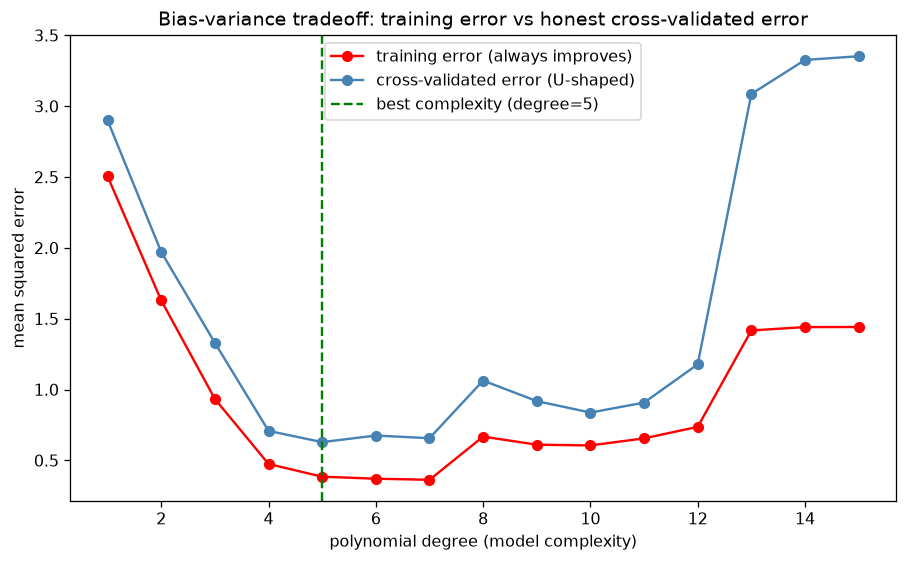 Bias-variance tradeoff: training error vs honest cross-validated error
training error (always improves)
cross-validated error (U-shaped)
best complexity (degree=5)
mean squared error
3.5
3.0
2.5
2.0
1.5
1.0
0.5
2 4 6 8 10 12 14
polynomial degree (model complexity)